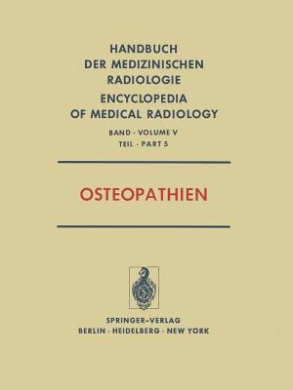 HANDBUCH
DER MEDIZINISCHEN
RADIOLOGIE
ENCYCLOPEDIA
OF MEDICAL RADIOLOGY
BAND · VOLUME V
TEIL · PART 5
OSTEOPATHIEN
SPRINGER-VERLAG
BERLIN · HEIDELBERG · NEW YORK